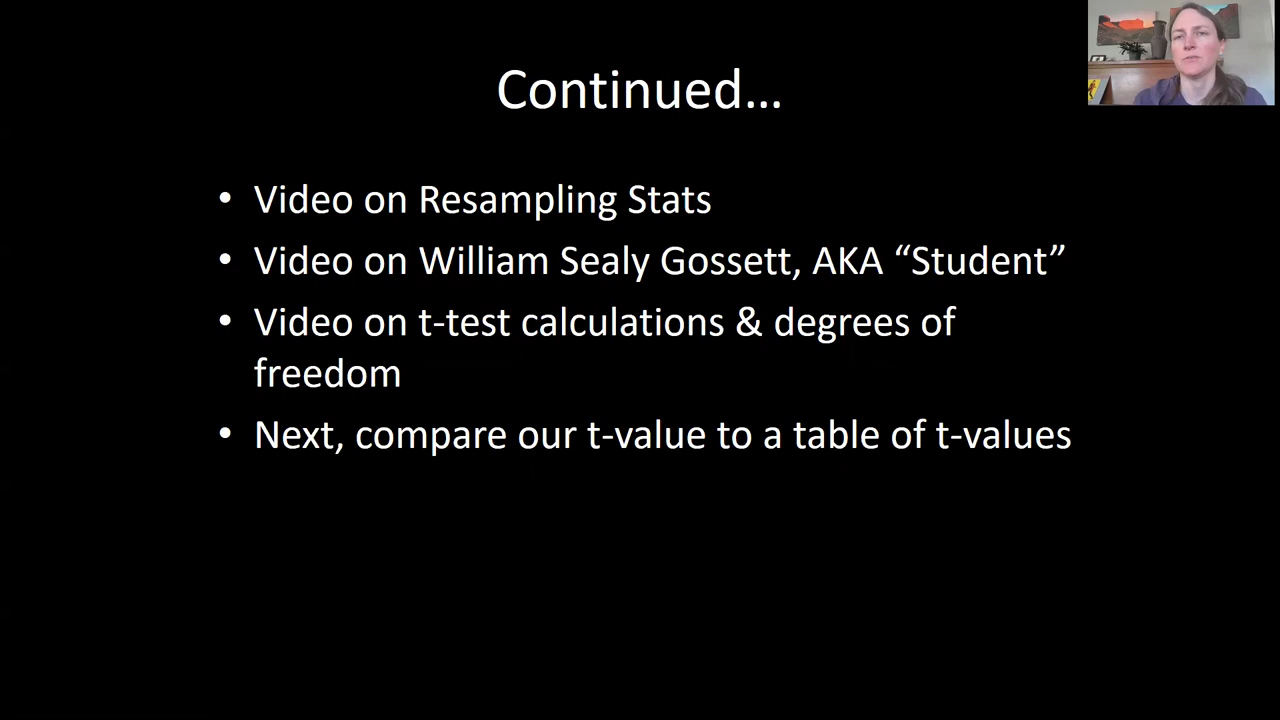 Continued…
• Video on Resampling Stats
• Video on William Sealy Gossett, AKA “Student”
• Video on t-test calculations & degrees of
freedom
• Next, compare our t-value to a table of t-values